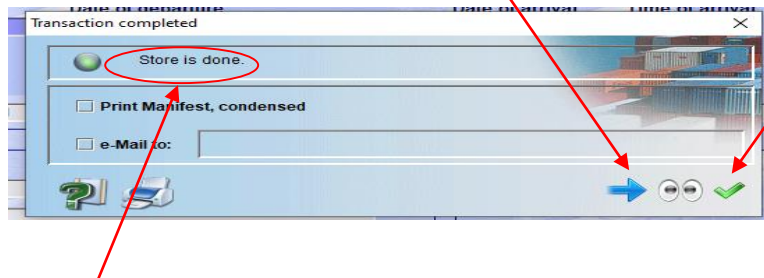 Date of departure Date of arrival Time of arrival
Transaction completed
Store is done.
Print Manifest, condensed
e-Mail to: